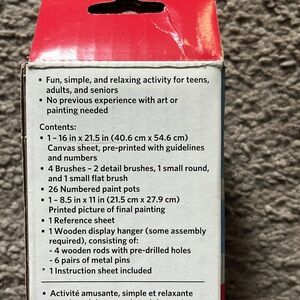 • Fun, simple, and relaxing activity for teens,
adults, and seniors
• No previous experience with art or
painting needed
Contents:
• 1 – 16 in x 21.5 in (40.6 cm x 54.6 cm)
Canvas sheet, pre-printed with guidelines
and numbers
• 4 Brushes – 2 detail brushes, 1 small round,
and 1 small flat brush
• 26 Numbered paint pots
• 1 – 8.5 in x 11 in (21.5 cm x 27.9 cm)
Printed picture of final painting
• 1 Reference sheet
• 1 Wooden display hanger (some assembly
required), consisting of:
- 4 wooden rods with pre-drilled holes
- 6 pairs of metal pins
• 1 Instruction sheet included
• Activité amusante, simple et relaxante